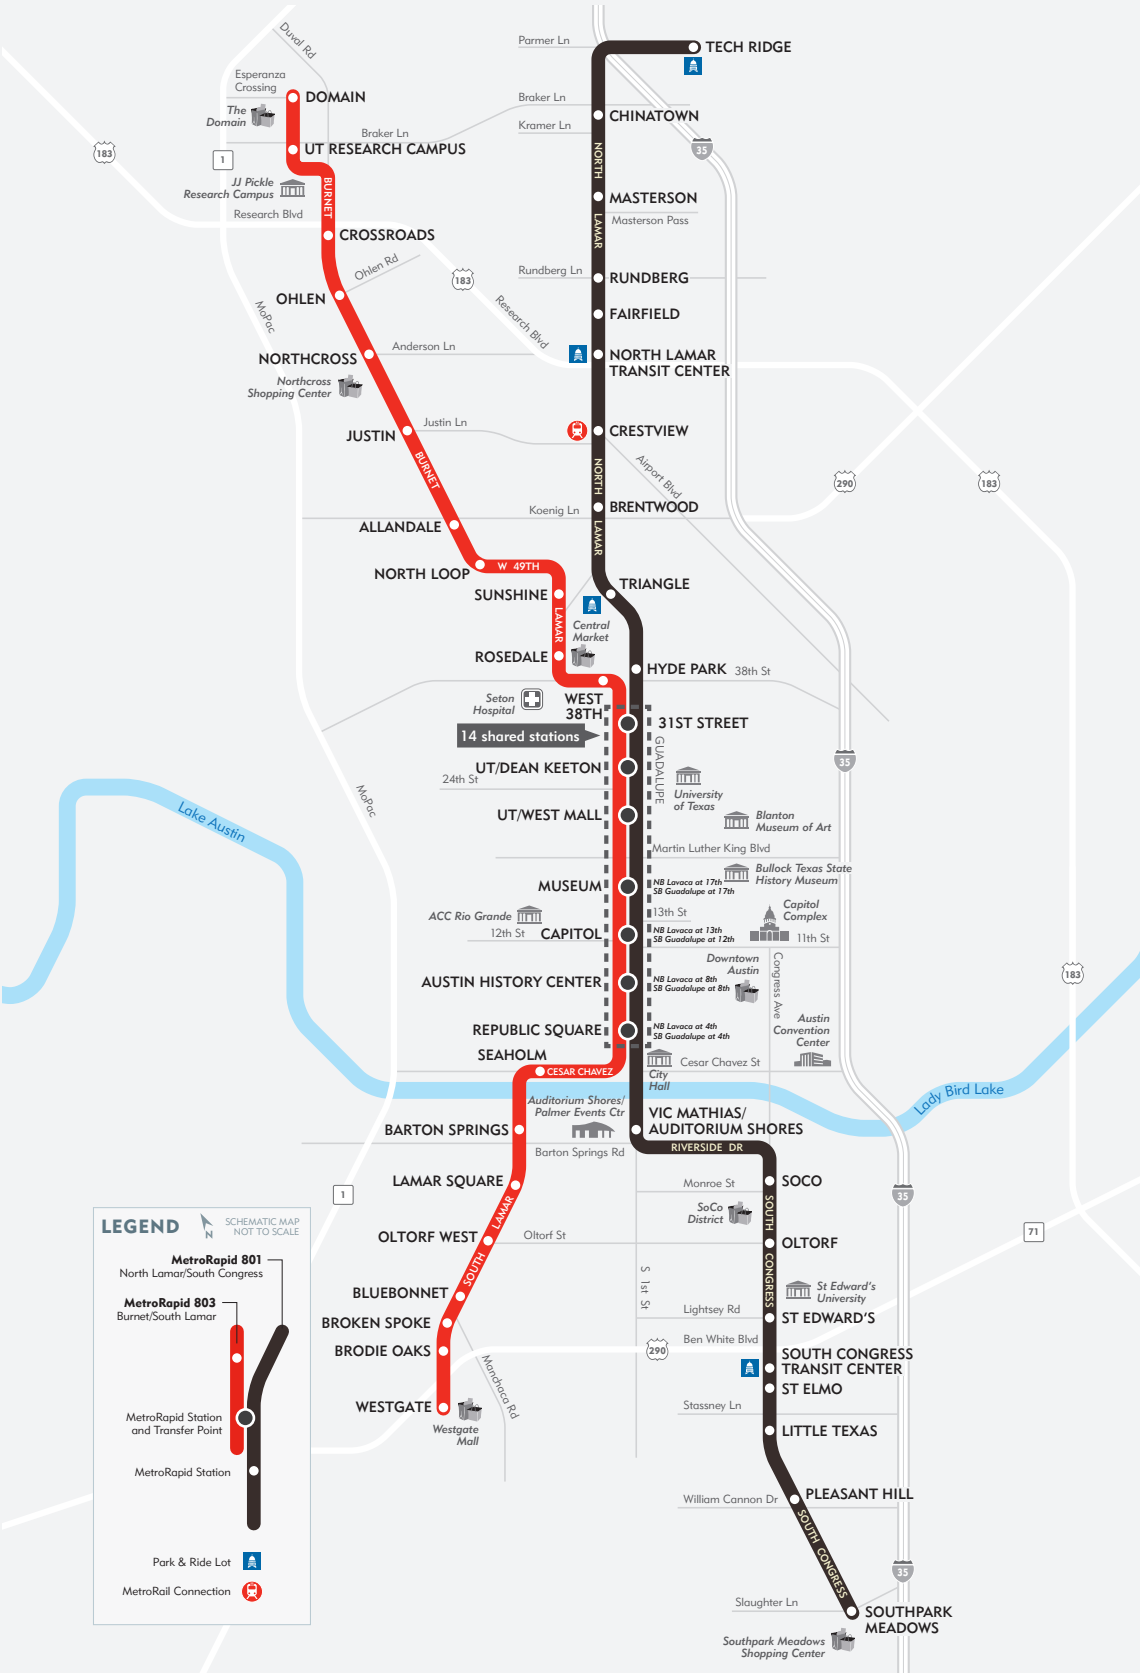 Duval Rd
Parmer Ln
TECH RIDGE
Esperanza
Crossing
DOMAIN
The
Domain
Braker Ln
CHINATOWN
Kramer Ln
Braker Ln
UT RESEARCH CAMPUS
183
1
35
NORTH
JJ Pickle
Research Campus
BURNET
MASTERSON
Research Blvd
LAMAR
Masterson Pass
CROSSROADS
Ohlen Rd
183
Rundberg Ln
RUNDBERG
OHLEN
MoPac
Research Blvd
FAIRFIELD
Anderson Ln
NORTHCROSS
NORTH LAMAR
TRANSIT CENTER
Northcross
Shopping Center
Justin Ln
JUSTIN
CRESTVIEW
BURNET
NORTH
Airport Blvd
290
183
Koenig Ln
BRENTWOOD
ALLANDALE
LAMAR
NORTH LOOP
W 49TH
TRIANGLE
SUNSHINE
LAMAR
Central
Market
ROSEDALE
HYDE PARK
38th St
Seton
Hospital
WEST
38TH
31ST STREET
14 shared stations
GUADALUPE
35
UT/DEAN KEETON
24th St
University
of Texas
MoPac
UT/WEST MALL
Blanton
Museum of Art
Lake Austin
Martin Luther King Blvd
Bullock Texas State
History Museum
MUSEUM
NB Lavaca at 17th
SB Guadalupe at 17th
ACC Rio Grande
13th St
Capitol
Complex
12th St
CAPITOL
NB Lavaca at 13th
SB Guadalupe at 12th
11th St
Downtown
Austin
Congress Ave
183
AUSTIN HISTORY CENTER
NB Lavaca at 8th
SB Guadalupe at 8th
Austin
Convention
Center
REPUBLIC SQUARE
NB Lavaca at 4th
SB Guadalupe at 4th
SEAHOLM
CESAR CHAVEZ
Cesar Chavez St
City
Hall
Lady Bird Lake
Auditorium Shores/
Palmer Events Ctr
VIC MATHIAS/
AUDITORIUM SHORES
BARTON SPRINGS
Barton Springs Rd
RIVERSIDE DR
LAMAR SQUARE
Monroe St
SOCO
1
35
LAMAR
SoCo
District
SOUTH
71
OLTORF WEST
Oltorf St
OLTORF
SOUTH
S 1st St
CONGRESS
BLUEBONNET
St Edward's
University
Lightsey Rd
ST EDWARD'S
BROKEN SPOKE
Ben White Blvd
290
BRODIE OAKS
SOUTH CONGRESS
TRANSIT CENTER
Manchaca Rd
ST ELMO
WESTGATE
Stassney Ln
Westgate
Mall
LITTLE TEXAS
William Cannon Dr
PLEASANT HILL
SOUTH CONGRESS
35
Slaughter Ln
SOUTHPARK
MEADOWS
Southpark Meadows
Shopping Center
LEGEND
N
SCHEMATIC MAP
NOT TO SCALE
MetroRapid 801
North Lamar/South Congress
MetroRapid 803
Burnet/South Lamar
MetroRapid Station
and Transfer Point
MetroRapid Station
Park & Ride Lot
MetroRail Connection